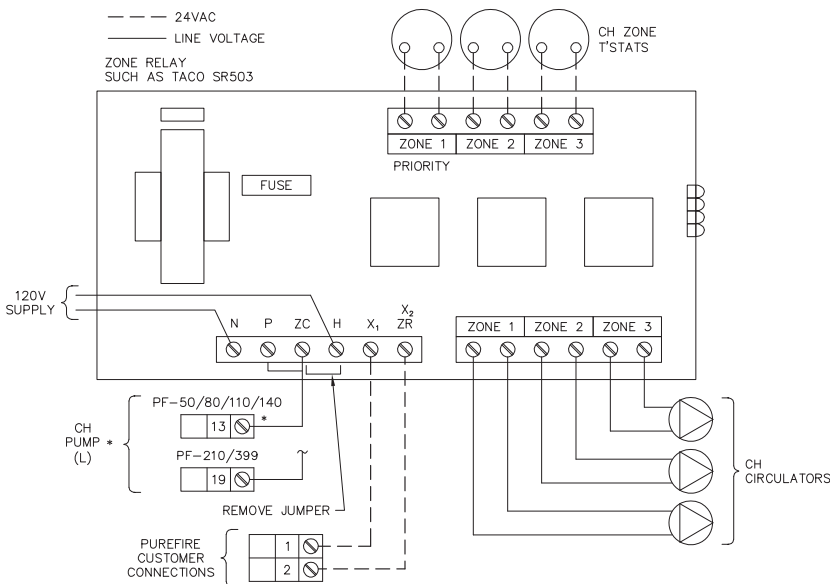 24VAC
LINE VOLTAGE
ZONE RELAY
SUCH AS TACO SR503
CH ZONE
T'STATS
ZONE 1 ZONE 2 ZONE 3
PRIORITY
FUSE
120V
SUPPLY
N P ZC H X₁ X₂
ZR
ZONE 1 ZONE 2 ZONE 3
PF-50/80/110/140
13 *
CH
PUMP *
(L)
PF-210/399
19
REMOVE JUMPER
CH
CIRCULATORS
PUREFIRE
CUSTOMER
CONNECTIONS
1
2